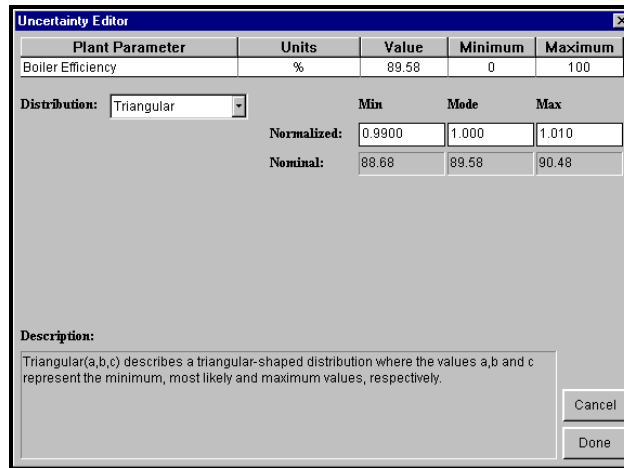 Uncertainty Editor
Plant Parameter Units Value Minimum Maximum
Boiler Efficiency % 89.58 0 100
Distribution: Triangular Min Mode Max
Normalized: 0.9900 1.000 1.010
Nominal: 88.68 89.58 90.48
Description:
Triangular(a,b,c) describes a triangular-shaped distribution where the values a,b and c
represent the minimum, most likely and maximum values, respectively.
Cancel
Done